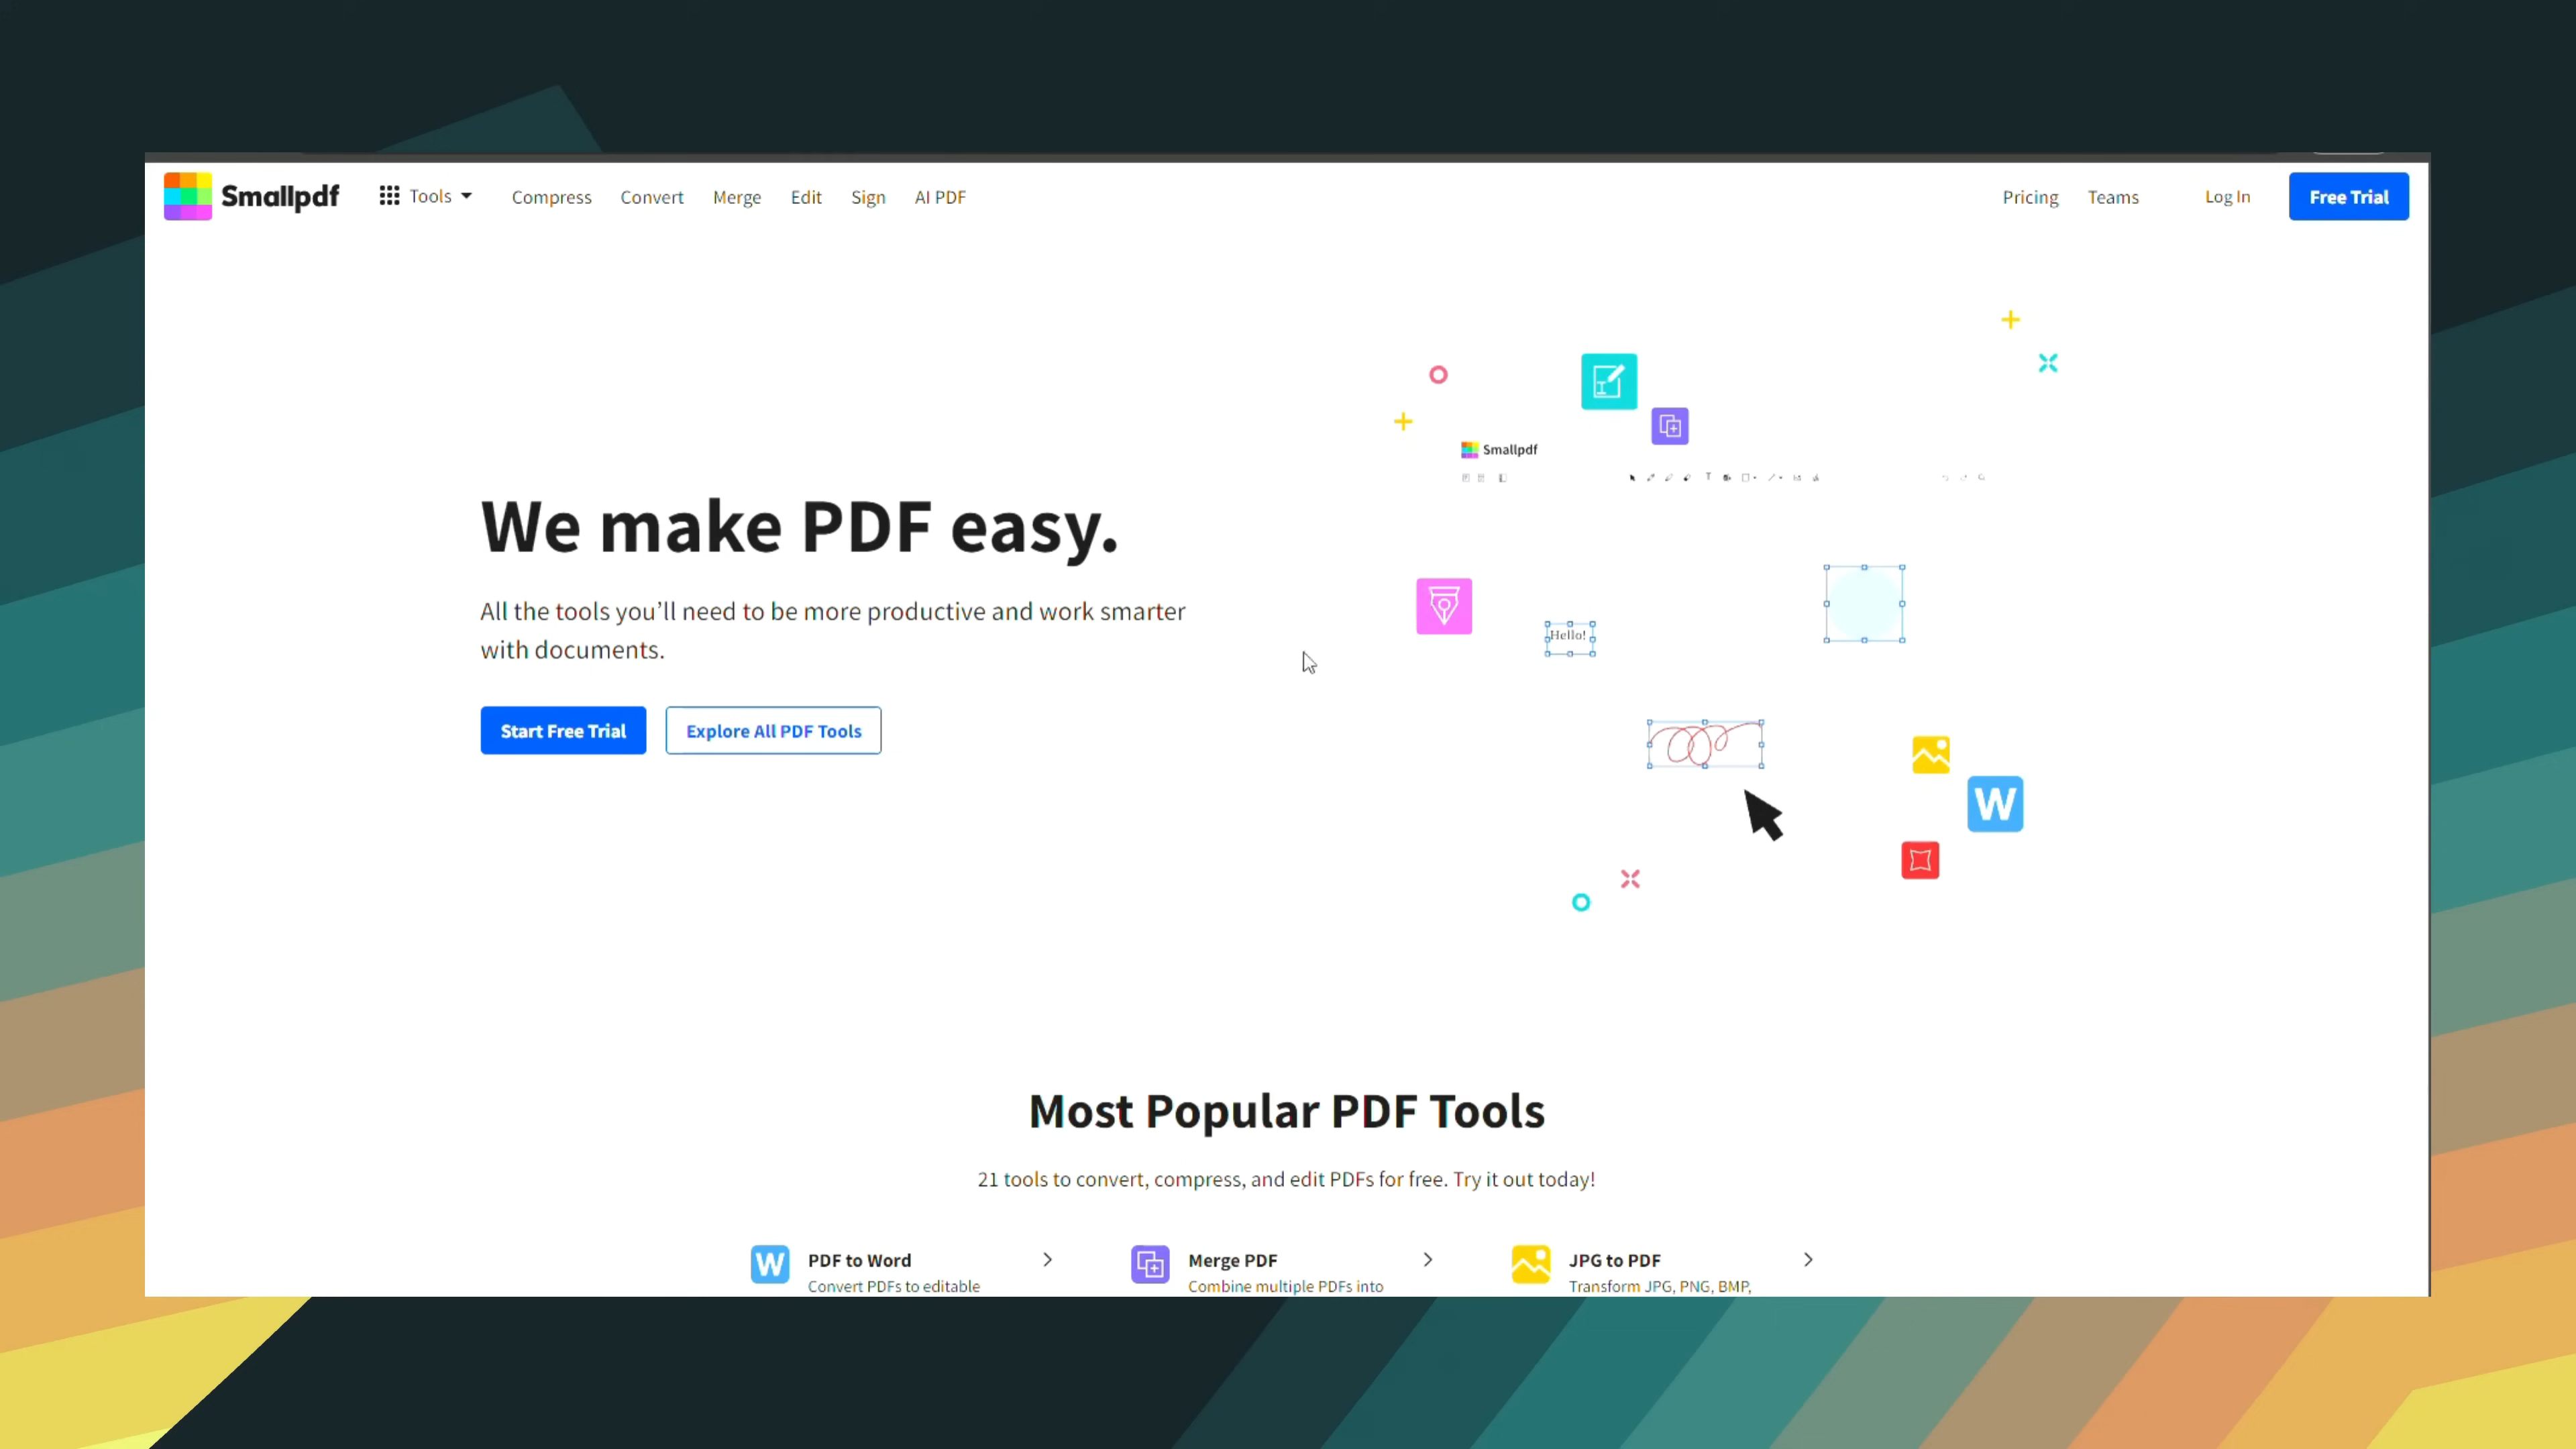 Smallpdf
Tools
Compress
Convert
Merge
Edit
Sign
AI PDF
Pricing
Teams
Log In
Free Trial
Smallpdf
We make PDF easy.
All the tools you’ll need to be more productive and work smarter
with documents.
Hello!
Start Free Trial
Explore All PDF Tools
W
Most Popular PDF Tools
21 tools to convert, compress, and edit PDFs for free. Try it out today!
W
PDF to Word
Convert PDFs to editable
Merge PDF
Combine multiple PDFs into
JPG to PDF
Transform JPG, PNG, BMP,